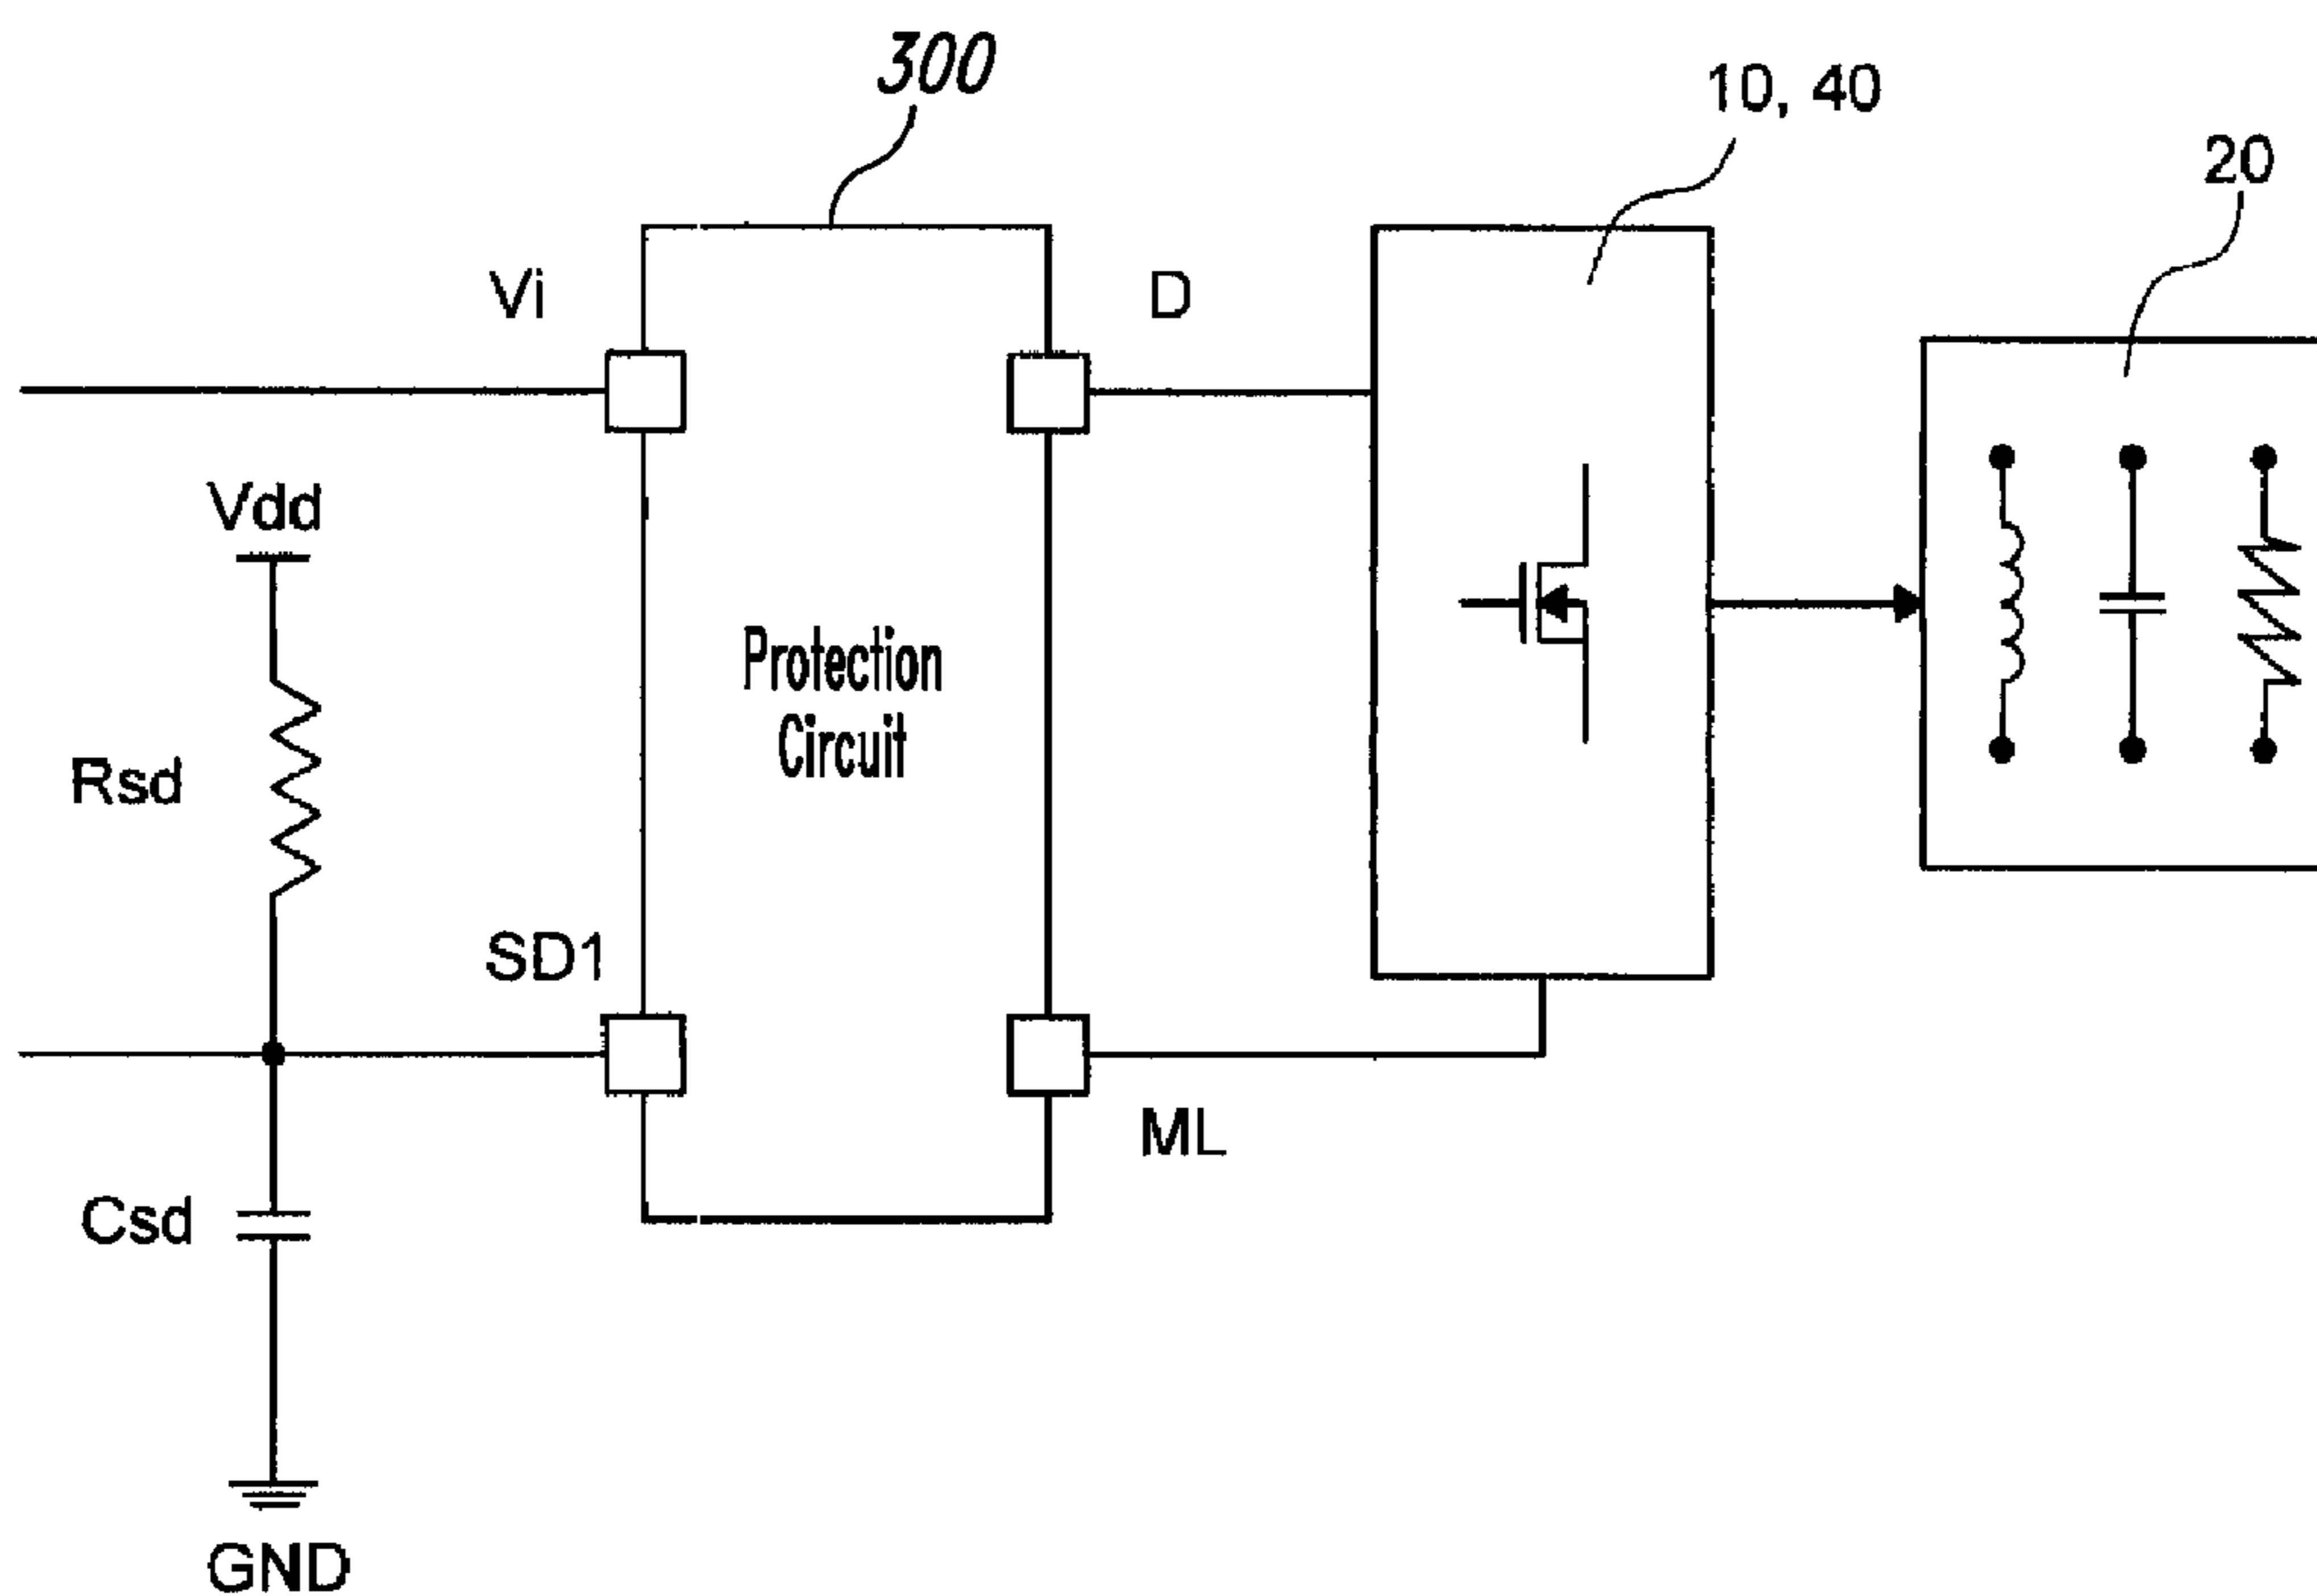 300
10, 40
20
Vi
D
Vdd
Protection
Circuit
Rsd
SD1
ML
Csd
GND